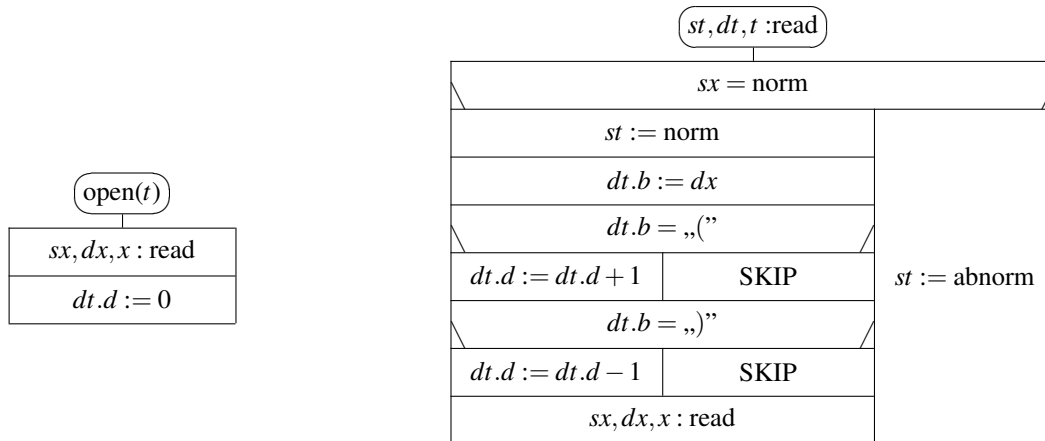 open(t)
sx, dx, x : read
dt.d := 0
st, dt, t :read
sx = norm
st := norm
dt.b := dx
dt.b = „(”
dt.d := dt.d + 1 SKIP
st := abnorm
dt.b = „)”
dt.d := dt.d − 1 SKIP
sx, dx, x : read